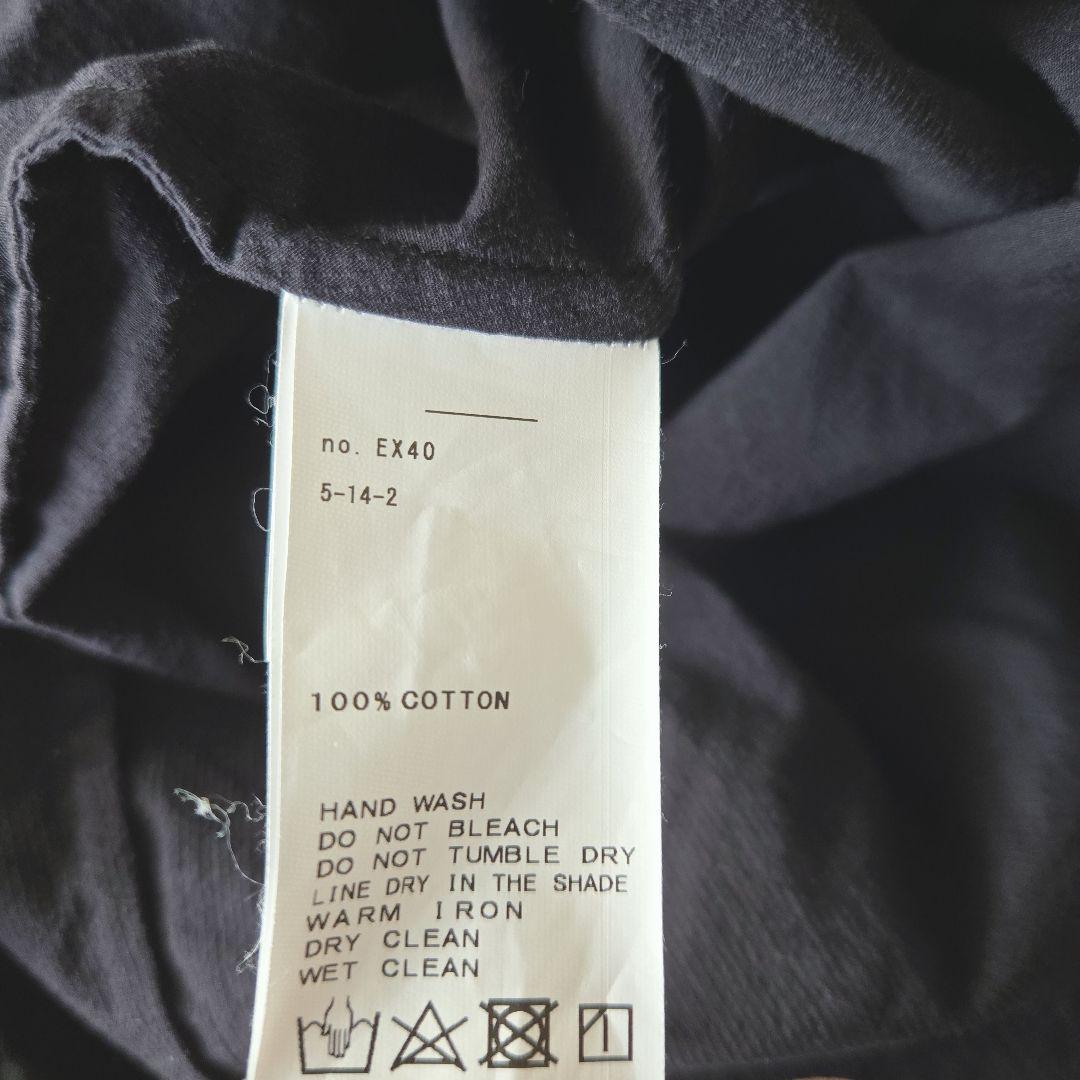 no. EX40
5-14-2
100% COTTON
HAND WASH
DO NOT BLEACH
DO NOT TUMBLE DRY
LINE DRY IN THE SHADE
WARM IRON
DRY CLEAN
WET CLEAN